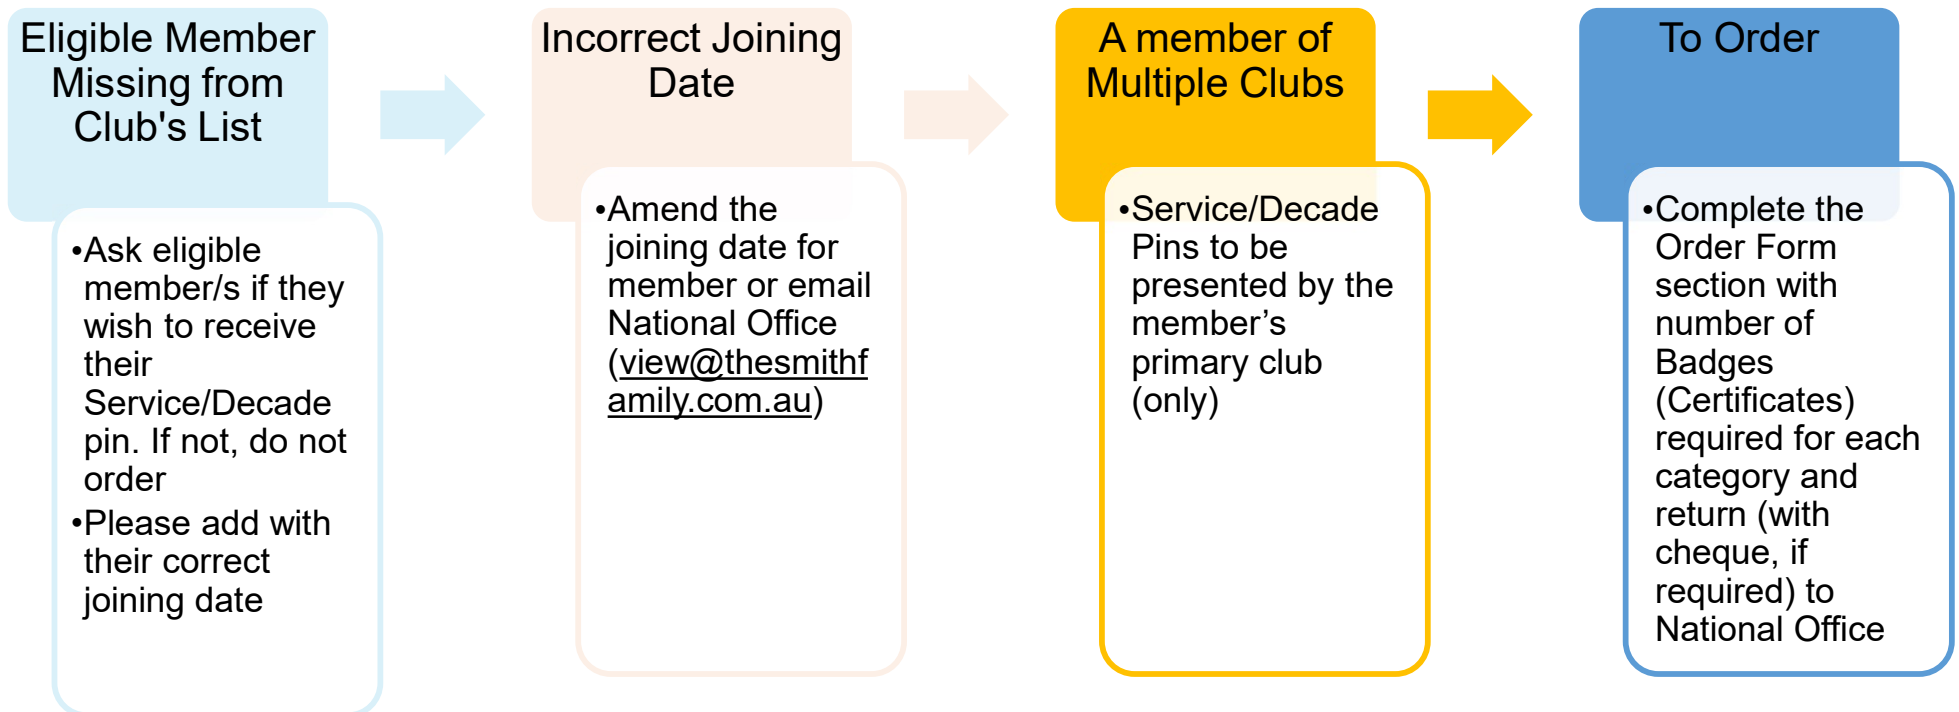 Eligible Member
Missing from
Club's List
•Ask eligible
member/s if they
wish to receive
their
Service/Decade
pin. If not, do not
order
•Please add with
their correct
joining date
Incorrect Joining
Date
•Amend the
joining date for
member or email
National Office
(view@thesmithf
amily.com.au)
A member of
Multiple Clubs
•Service/Decade
Pins to be
presented by the
member’s
primary club
(only)
To Order
•Complete the
Order Form
section with
number of
Badges
(Certificates)
required for each
category and
return (with
cheque, if
required) to
National Office